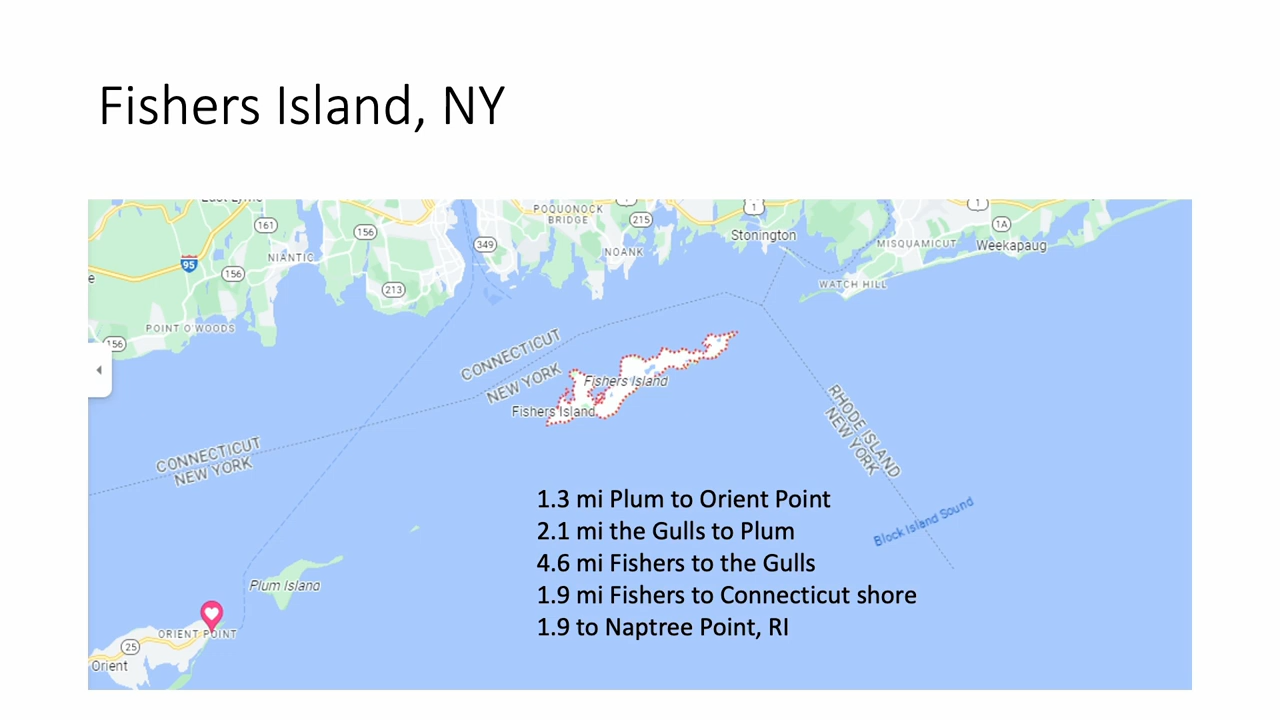 Fishers Island, NY
161
156
95
156
NIANTIC
213
349
POQUONOCK
BRIDGE
215
NOANK
1
Stonington
1
1A
MISQUAMICUT
Weekapaug
WATCH HILL
e
POINT O'WOODS
156
CONNECTICUT
NEW YORK
Fishers Island
Fishers Island
RHODE ISLAND
NEW YORK
CONNECTICUT
NEW YORK
1.3 mi Plum to Orient Point
2.1 mi the Gulls to Plum
4.6 mi Fishers to the Gulls
1.9 mi Fishers to Connecticut shore
1.9 to Naptree Point, RI
Block Island Sound
Plum Island
ORIENT POINT
25
Orient